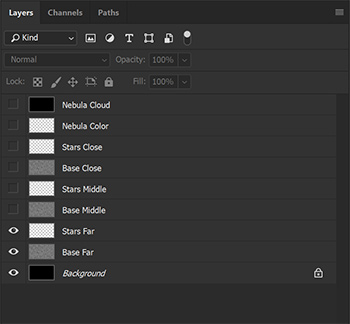 Layers Channels Paths
Kind
Normal Opacity: 100%
Lock: Fill: 100%
Nebula Cloud
Nebula Color
Stars Close
Base Close
Stars Middle
Base Middle
Stars Far
Base Far
Background